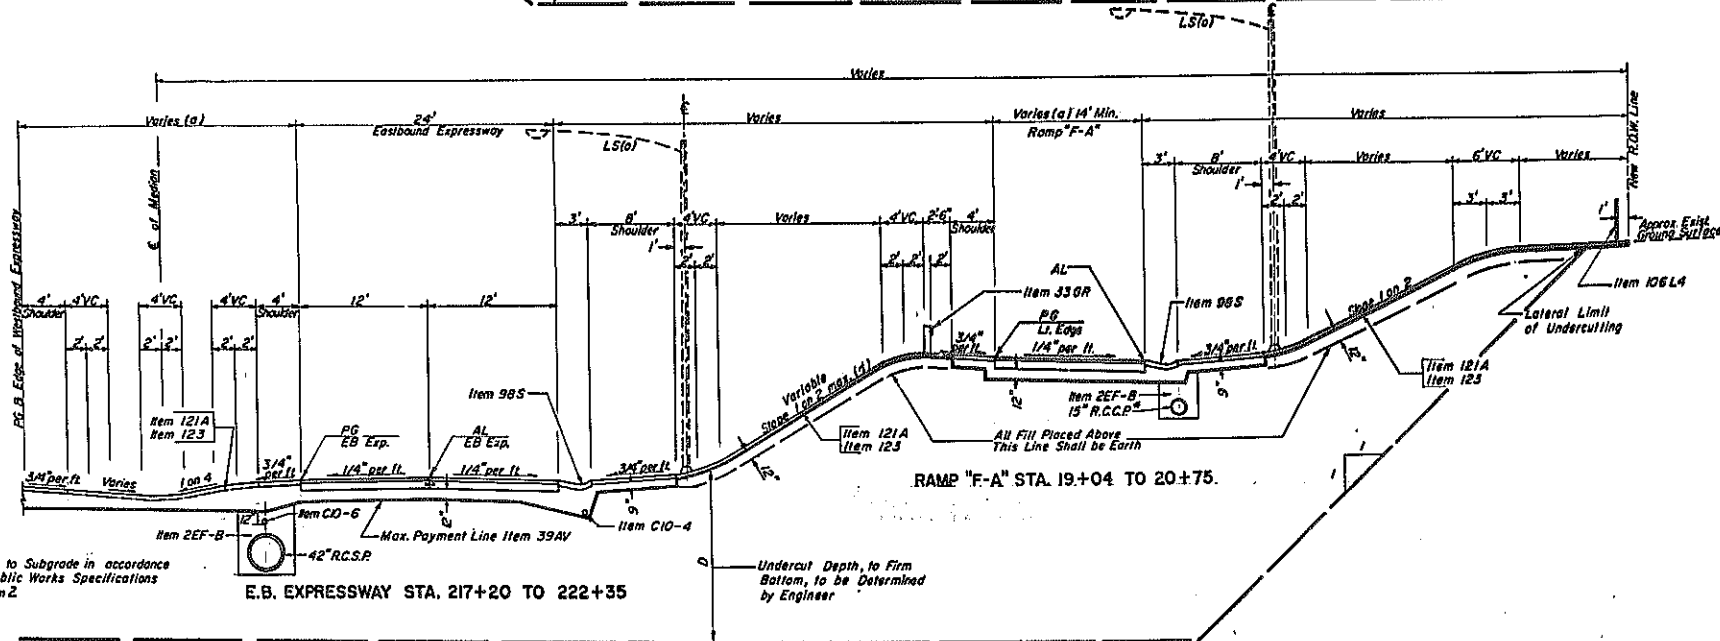 LS(o)
Varies
Varies (a)
24'
Eastbound Expressway
LS(o)
℄
Varies
Varies (a) 14' Min.
Ramp "F-A"
Varies
New R.O.W. Line
PG B Edge of Westbound Expressway
℄ of Median
3'
8'
Shoulder
4'VC
Varies
6'VC
Varies
1'
2'
2'
3'
3'
1'
Approx. Exist.
Ground Surface
3'
8'
Shoulder
4'VC
Varies
4'VC
2'6"
4'
Shoulder
1'
2'
2'
2'
2'
2'
AL
Item 33GR
Item 98S
Item 106L4
Lateral Limit
of Undercutting
4'
Shoulder
4'VC
4'VC
4'VC
4'
Shoulder
12'
12'
2'
2'
2'
2'
2'
2'
PG
Lt. Edge
3/4"
per ft.
1/4" per ft.
3/4" per ft.
Slope 1 on 2
12"
Item 121A
Item 123
Item 98S
Variable
Slope 1 on 2 max. (d)
12"
9"
Item 2EF-B
15" R.C.C.P.*
Item 121A
Item 123
All Fill Placed Above
This Line Shall be Earth
Item 121A
Item 123
PG
EB Exp.
AL
EB Exp.
3/4" per ft.
Varies
1 on 4
3/4"
per ft.
1/4" per ft.
1/4" per ft.
3/4" per ft.
12"
RAMP "F-A" STA. 19+04 TO 20+75.
1
1
12"
Item C10-6
12"
9"
Item C10-4
Item 2EF-B
Max. Payment Line Item 39AV
42" R.C.S.P.
D
Undercut Depth, to Firm
Bottom, to be Determined
by Engineer
to Subgrade in accordance
blic Works Specifications
m 2
E.B. EXPRESSWAY STA. 217+20 TO 222+35